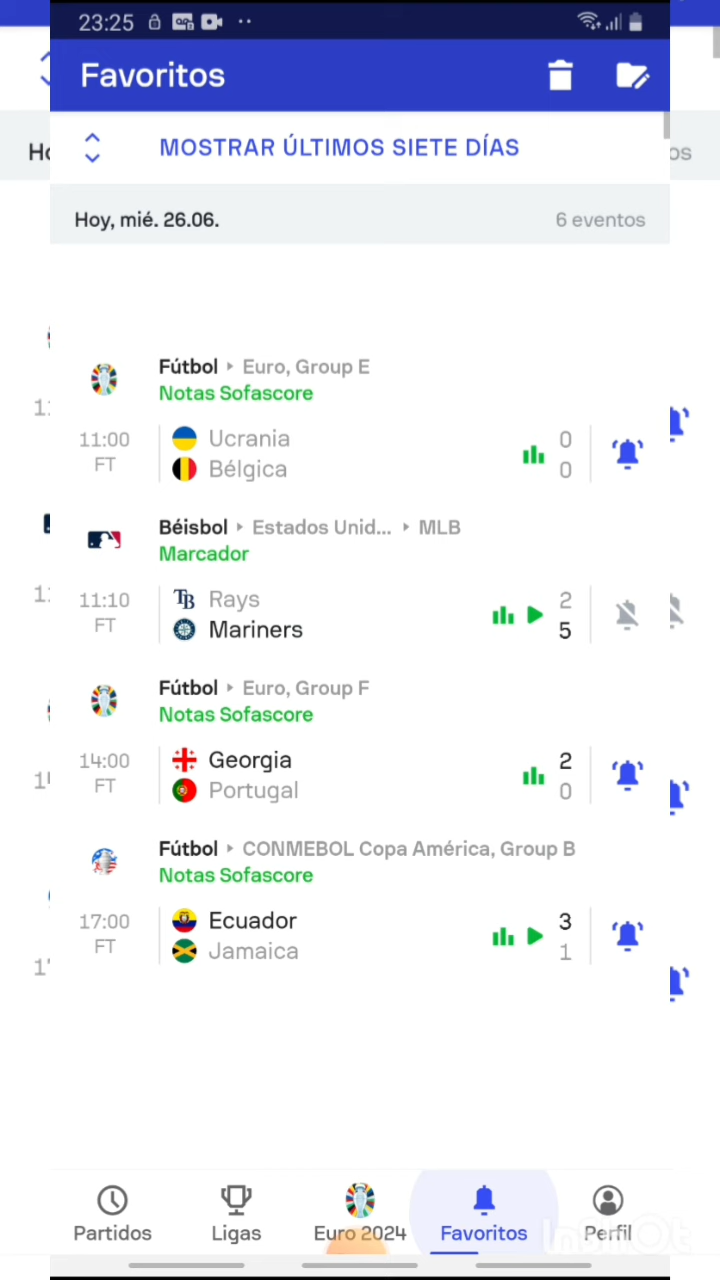 23:25
Favoritos
MOSTRAR ÚLTIMOS SIETE DÍAS
Hoy, mié. 26.06.
6 eventos
Fútbol Euro, Group E
Notas Sofascore
11:00
FT
Ucrania 0
Bélgica 0
Béisbol Estados Unid... MLB
Marcador
11:10
FT
TB Rays 2
Mariners 5
Fútbol Euro, Group F
Notas Sofascore
14:00
FT
Georgia 2
Portugal 0
Fútbol CONMEBOL Copa América, Group B
Notas Sofascore
17:00
FT
Ecuador 3
Jamaica 1
Partidos
Ligas
Euro 2024
Favoritos
Perfil
InShOt